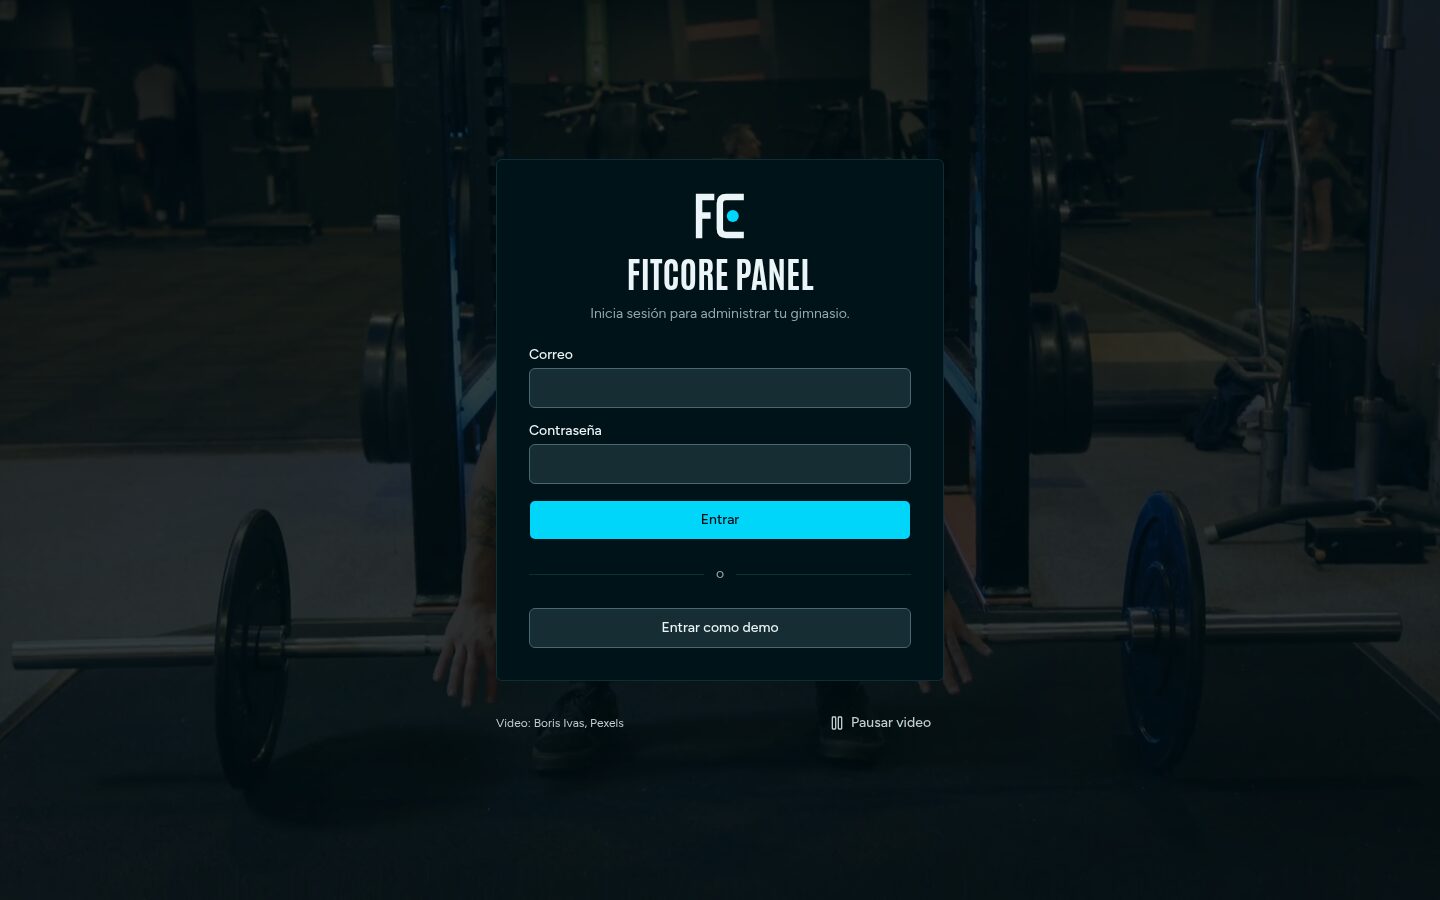 FC
FITCORE PANEL
Inicia sesión para administrar tu gimnasio.
Correo
Contraseña
Entrar
o
Entrar como demo
Video: Boris Ivas, Pexels
Pausar video